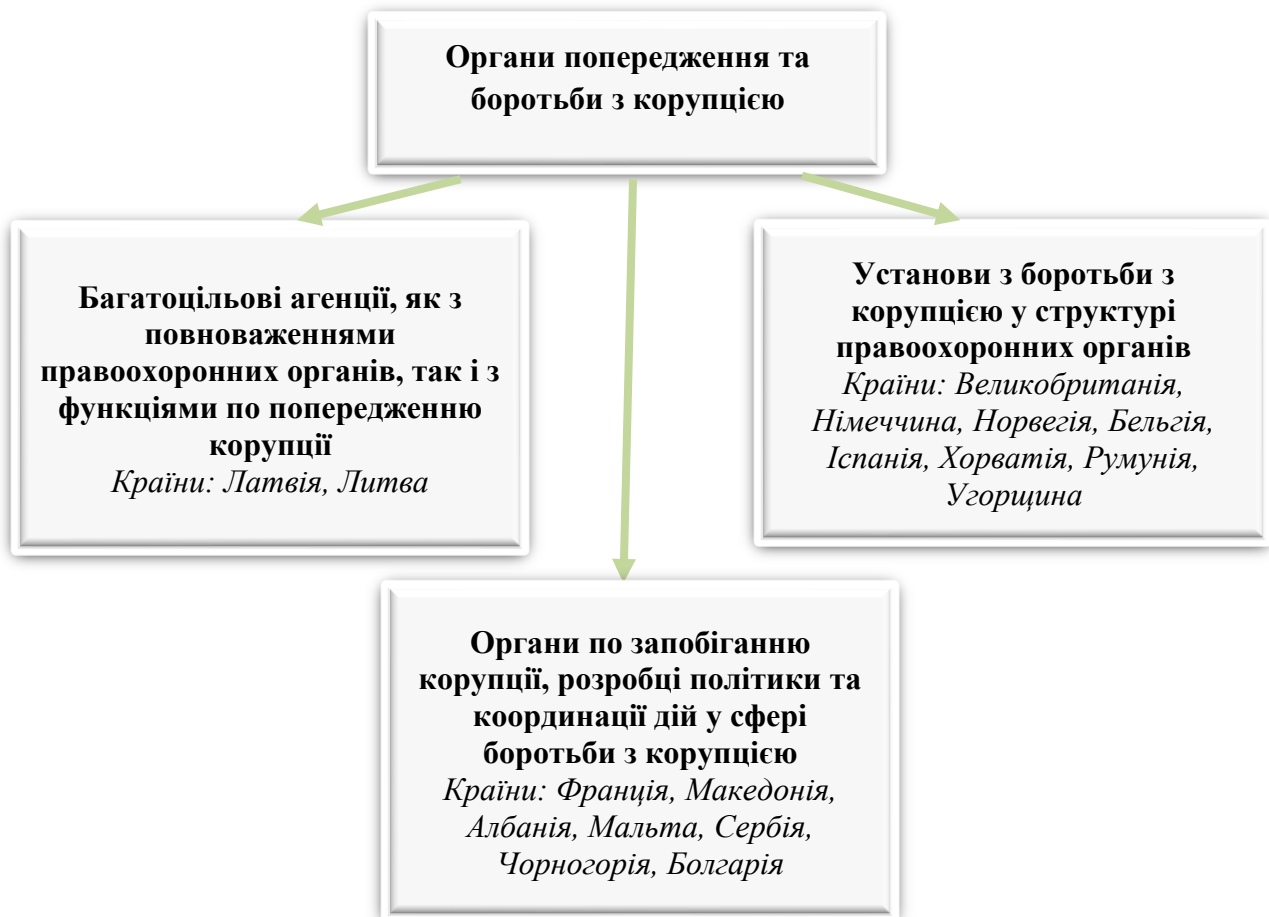 Органи попередження та
боротьби з корупцією
Багатоцільові агенції, як з
повноваженнями
правоохоронних органів, так і з
функціями по попередженню
корупції
Країни: Латвія, Литва
Установи з боротьби з
корупцією у структурі
правоохоронних органів
Країни: Великобританія,
Німеччина, Норвегія, Бельгія,
Іспанія, Хорватія, Румунія,
Угорщина
Органи по запобіганню
корупції, розробці політики та
координації дій у сфері
боротьби з корупцією
Країни: Франція, Македонія,
Албанія, Мальта, Сербія,
Чорногорія, Болгарія